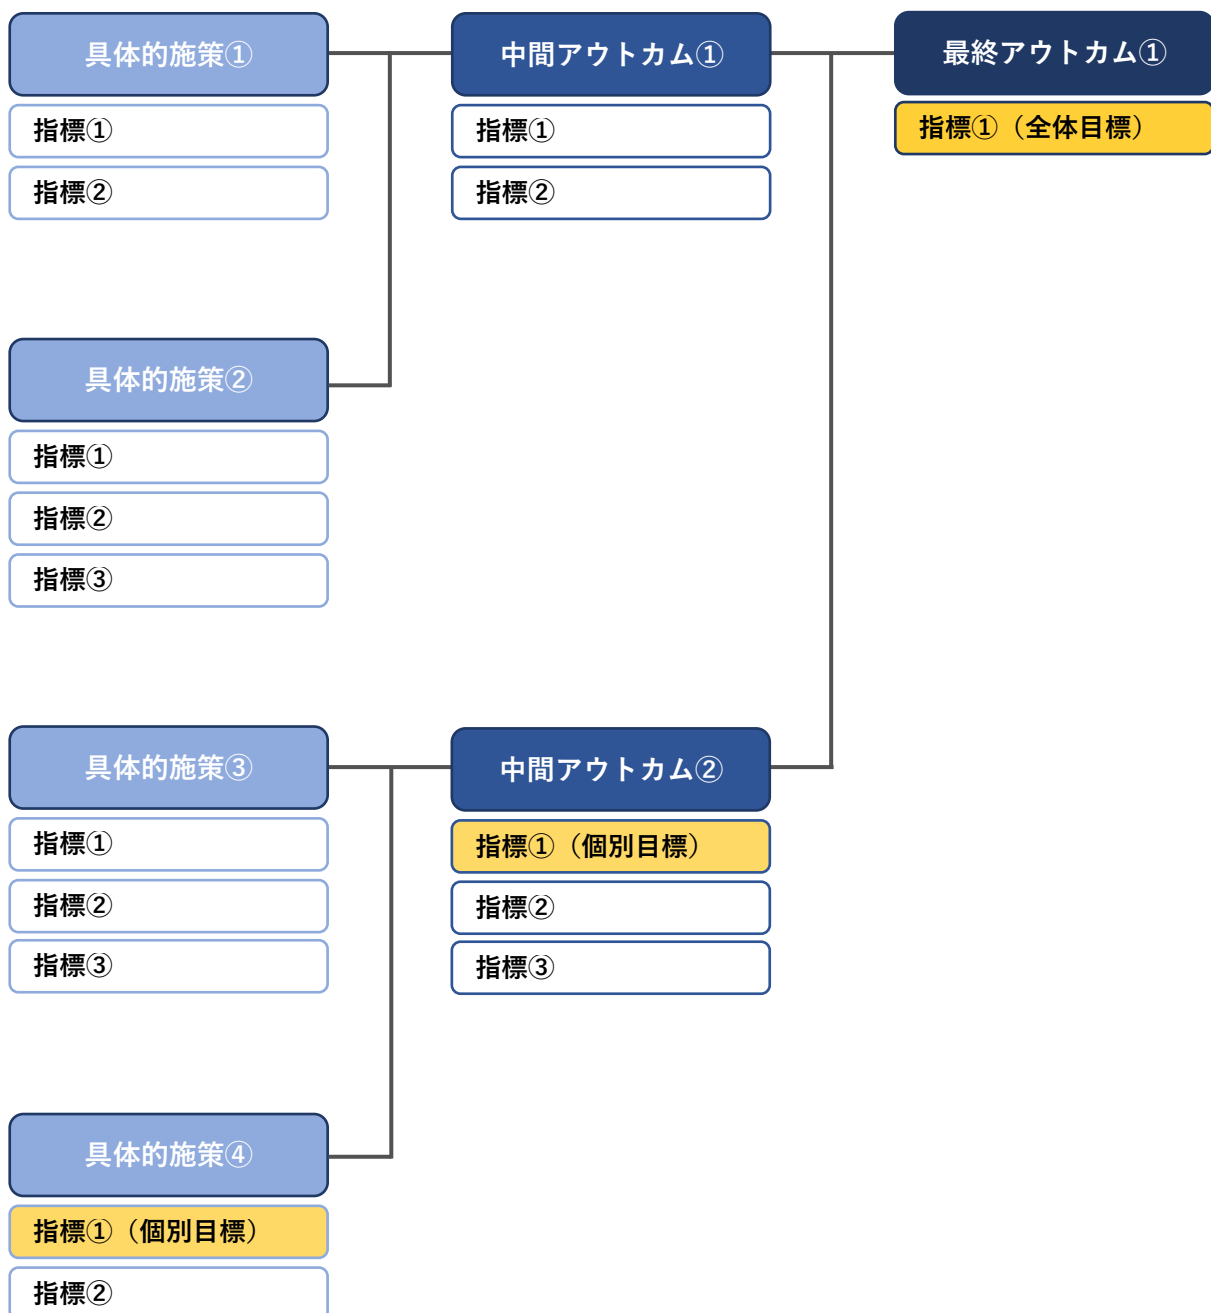 具体的施策①
指標①
指標②
具体的施策②
指標①
指標②
指標③
具体的施策③
指標①
指標②
指標③
具体的施策④
指標①（個別目標）
指標②
中間アウトカム①
指標①
指標②
中間アウトカム②
指標①（個別目標）
指標②
指標③
最終アウトカム①
指標①（全体目標）